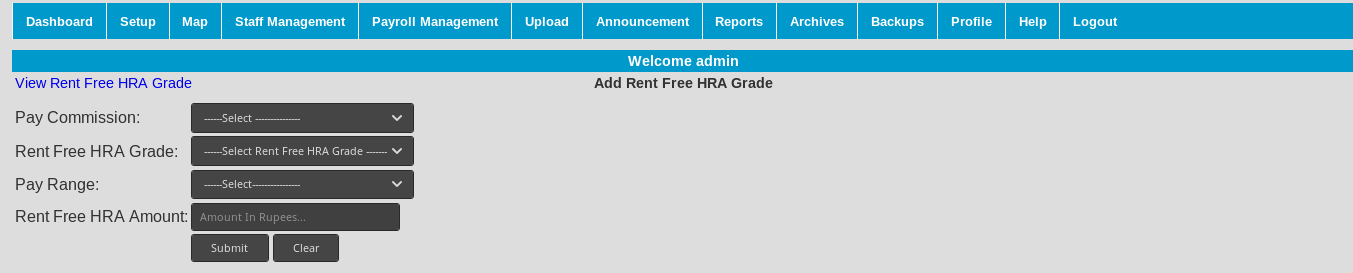 Dashboard Setup Map Staff Management Payroll Management Upload Announcement Reports Archives Backups Profile Help Logout
Welcome admin
View Rent Free HRA Grade Add Rent Free HRA Grade
Pay Commission: ------Select ---------------
Rent Free HRA Grade: ------Select Rent Free HRA Grade -------
Pay Range: ------Select----------------
Rent Free HRA Amount: Amount In Rupees...
Submit Clear